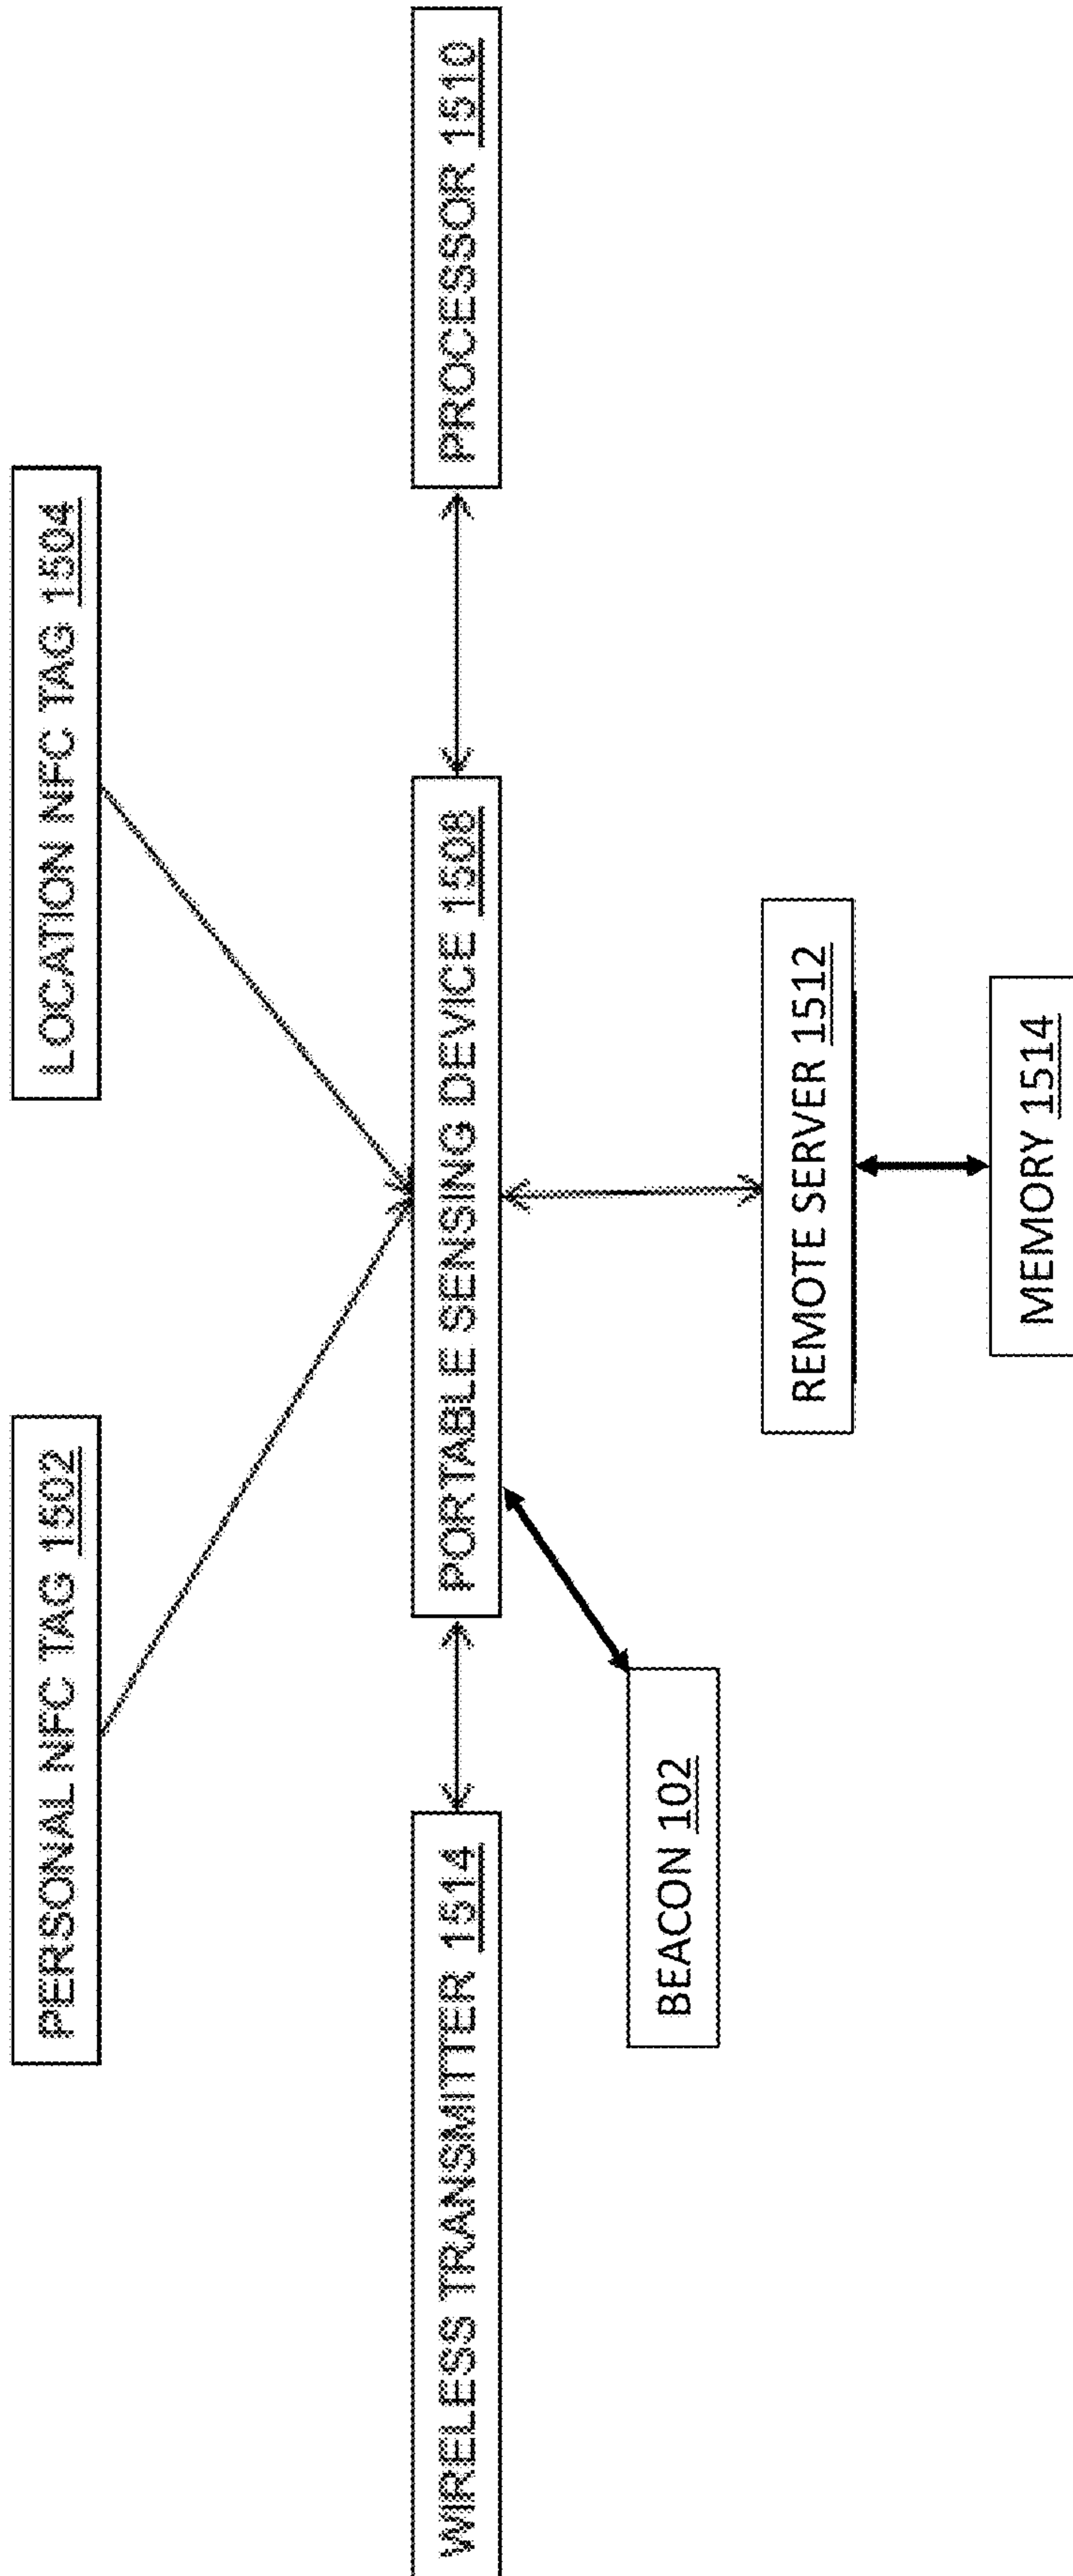 PERSONAL NFC TAG 1502
LOCATION NFC TAG 1504
WIRELESS TRANSMITTER 1514
PORTABLE SENSING DEVICE 1508
PROCESSOR 1510
BEACON 102
REMOTE SERVER 1512
MEMORY 1514